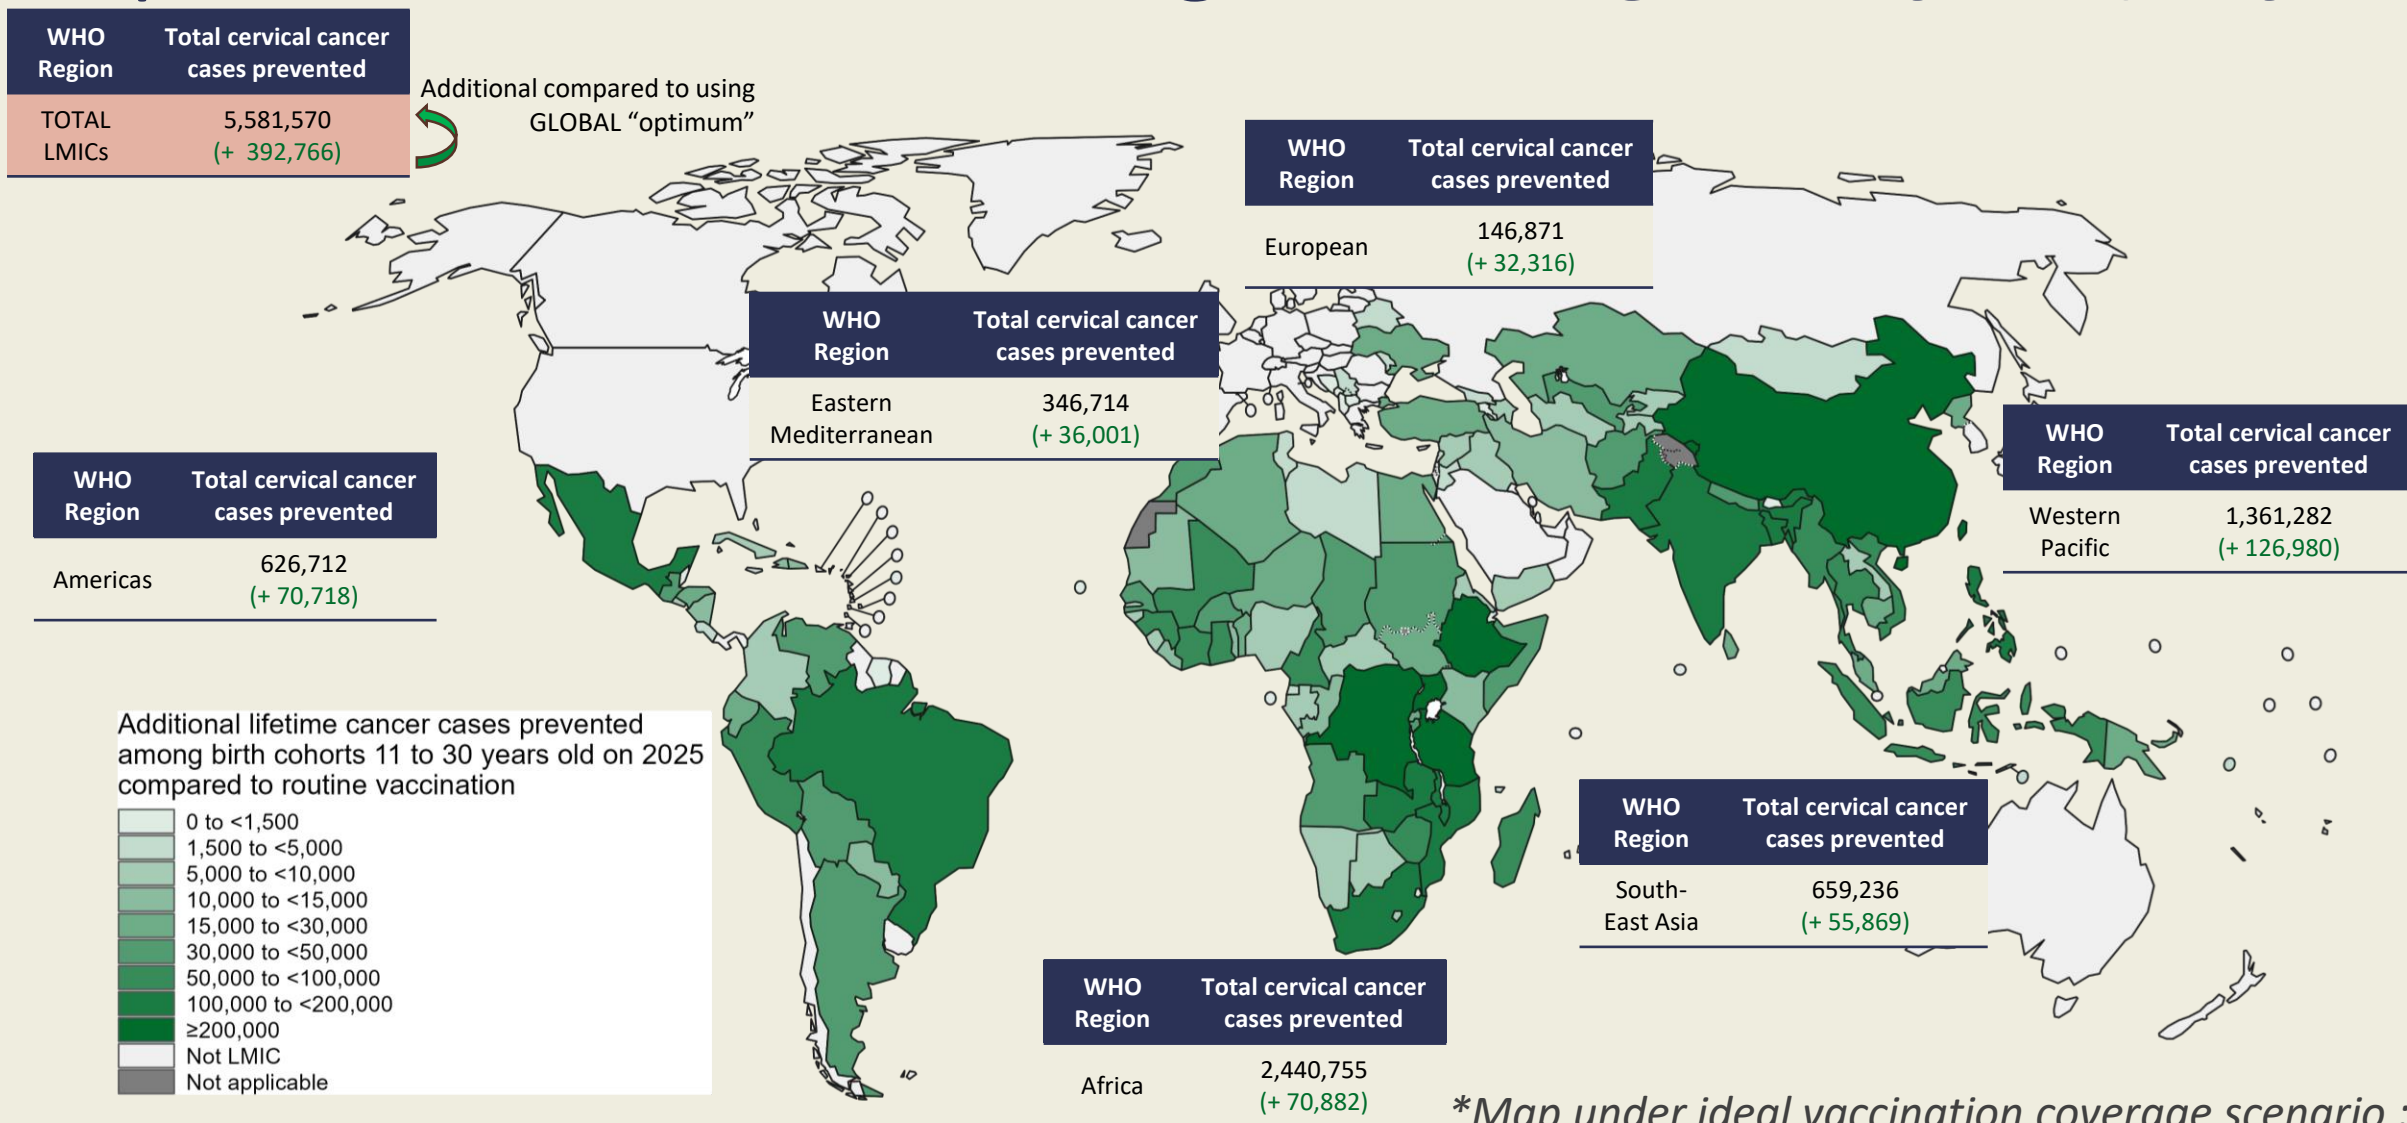 WHO Region
Total cervical cancer cases prevented
TOTAL LMICs
5,581,570
(+ 392,766)
Additional compared to using
GLOBAL “optimum”
WHO Region
Total cervical cancer cases prevented
European
146,871
(+ 32,316)
WHO Region
Total cervical cancer cases prevented
Eastern Mediterranean
346,714
(+ 36,001)
WHO Region
Total cervical cancer cases prevented
Western Pacific
1,361,282
(+ 126,980)
WHO Region
Total cervical cancer cases prevented
Americas
626,712
(+ 70,718)
Additional lifetime cancer cases prevented
among birth cohorts 11 to 30 years old on 2025
compared to routine vaccination
0 to <1,500
1,500 to <5,000
5,000 to <10,000
10,000 to <15,000
15,000 to <30,000
30,000 to <50,000
50,000 to <100,000
100,000 to <200,000
≥200,000
Not LMIC
Not applicable
WHO Region
Total cervical cancer cases prevented
South-East Asia
659,236
(+ 55,869)
WHO Region
Total cervical cancer cases prevented
Africa
2,440,755
(+ 70,882)
*Map under ideal vaccination coverage scenario :